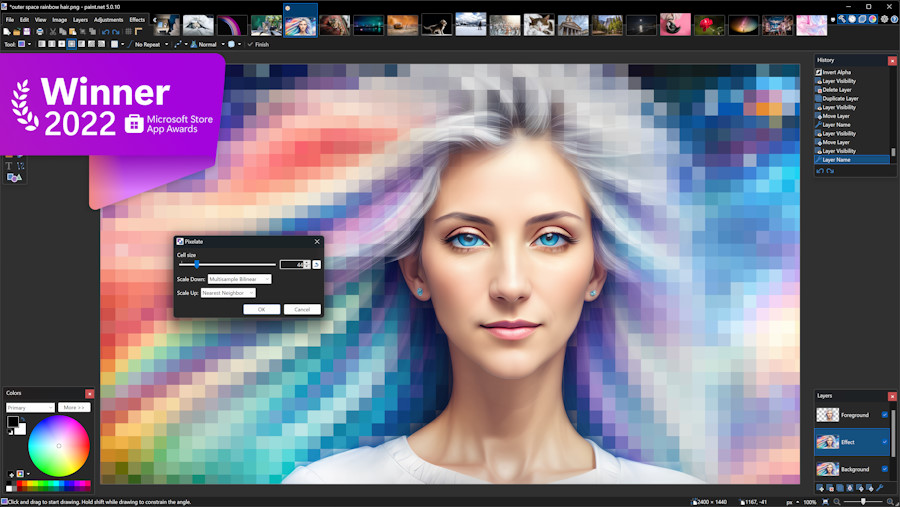 *outer space rainbow hair.png - paint.net 5.0.10
File Edit View Image Layers Adjustments Effects
Tool: No Repeat Normal Finish
Winner
2022 Microsoft Store
App Awards
History
Invert Alpha
Layer Visibility
Delete Layer
Duplicate Layer
Layer Visibility
Move Layer
Layer Name
Layer Visibility
Move Layer
Layer Visibility
Layer Name
Pixelate
Cell size
44
Scale Down: Multisample Bilinear
Scale Up: Nearest Neighbor
OK Cancel
Colors
Primary More >>
Layers
Foreground
Effect
Background
Click and drag to start drawing. Hold shift while drawing to constrain the angle.
2400 × 1440 1167, -41 px 100%